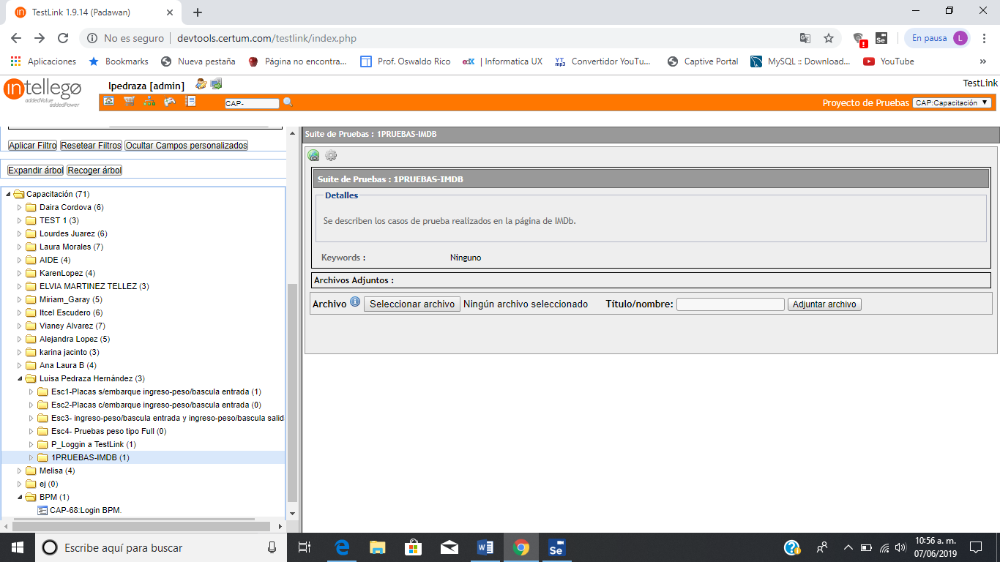 TestLink 1.9.14 (Padawan)
No es seguro | devtools.certum.com/testlink/index.php
En pausa L
Aplicaciones Bookmarks Nueva pestaña Página no encontra... Prof. Oswaldo Rico edX | Informatica UX YT mp3 Convertidor YouTu... Captive Portal MySQL :: Download... YouTube »
intellego
addedValue
addedPower
lpedraza [admin]
TestLink
CAP-
Proyecto de Pruebas CAP:Capacitación
Aplicar Filtro Resetear Filtros Ocultar Campos personalizados
Expandir árbol Recoger árbol
Capacitación (71)
Daira Cordova (6)
TEST 1 (3)
Lourdes Juarez (6)
Laura Morales (7)
AIDE (4)
KarenLopez (4)
ELVIA MARTINEZ TELLEZ (3)
Miriam_Garay (5)
Itcel Escudero (6)
Vianey Alvarez (7)
Alejandra Lopez (5)
karina jacinto (3)
Ana Laura B (4)
Luisa Pedraza Hernández (3)
Esc1-Placas s/embarque ingreso-peso/bascula entrada (1)
Esc2-Placas c/embarque ingreso-peso/bascula entrada (0)
Esc3- ingreso-peso/bascula entrada y ingreso-peso/bascula salid
Esc4- Pruebas peso tipo Full (0)
P_Loggin a TestLink (1)
1PRUEBAS-IMDB (1)
Melisa (4)
ej (0)
BPM (1)
CAP-68:Login BPM.
Suite de Pruebas : 1PRUEBAS-IMDB
Suite de Pruebas : 1PRUEBAS-IMDB
Detalles
Se describen los casos de prueba realizados en la página de IMDb.
Keywords : Ninguno
Archivos Adjuntos :
Archivo Seleccionar archivo Ningún archivo seleccionado Título/nombre: Adjuntar archivo
Escribe aquí para buscar
10:56 a. m.
07/06/2019